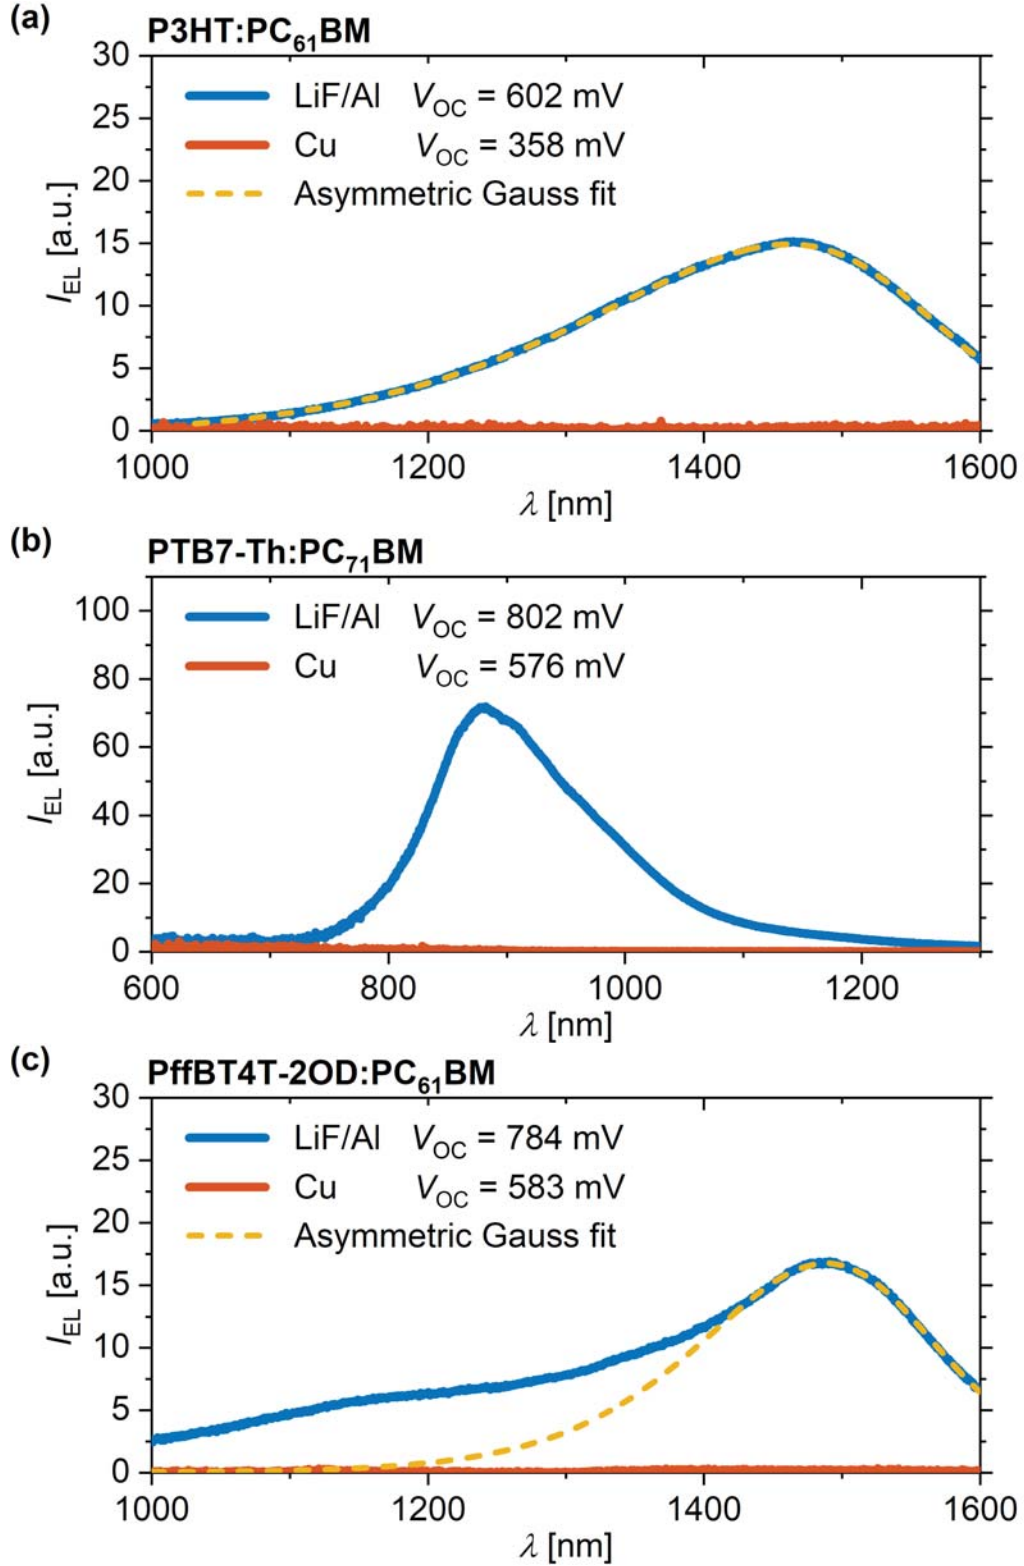 (a)
P3HT:PC61BM
30
25
20
15
10
5
0
IEL [a.u.]
LiF/Al VOC = 602 mV
Cu VOC = 358 mV
Asymmetric Gauss fit
1000 1200 1400 1600
λ [nm]
(b)
PTB7-Th:PC71BM
100
80
60
40
20
0
IEL [a.u.]
LiF/Al VOC = 802 mV
Cu VOC = 576 mV
600 800 1000 1200
λ [nm]
(c)
PffBT4T-2OD:PC61BM
30
25
20
15
10
5
0
IEL [a.u.]
LiF/Al VOC = 784 mV
Cu VOC = 583 mV
Asymmetric Gauss fit
1000 1200 1400 1600
λ [nm]